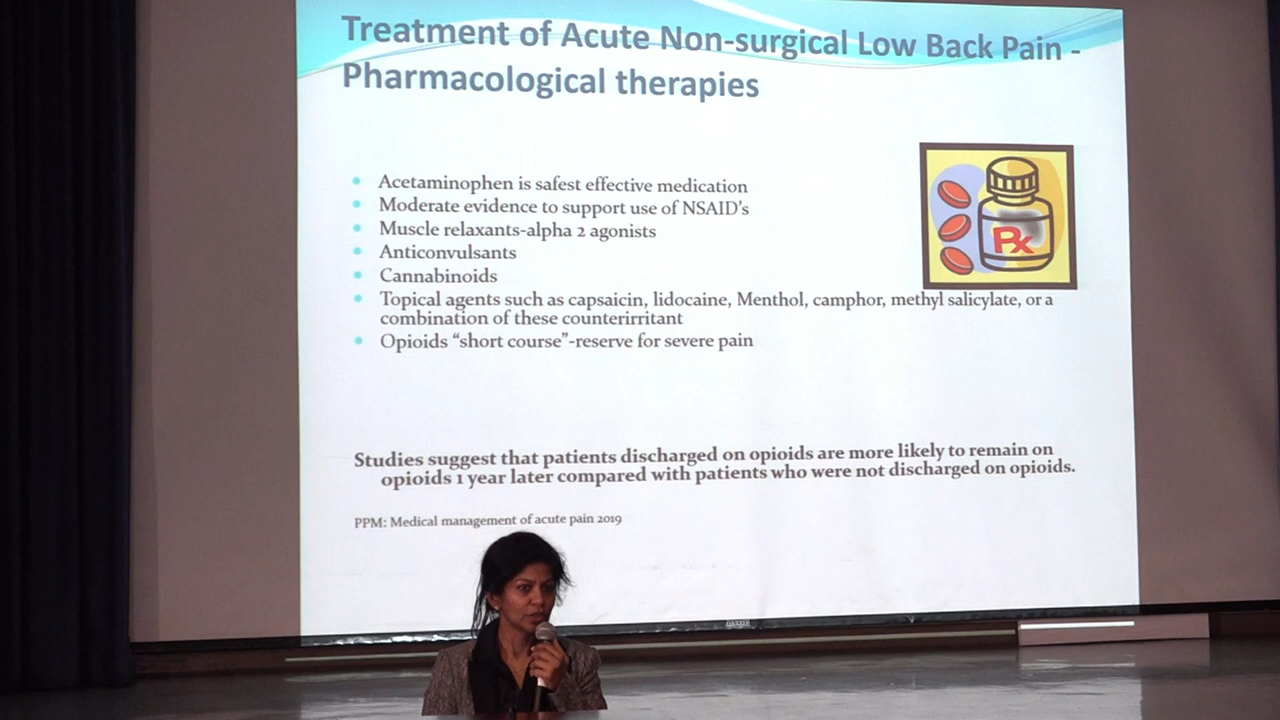 Treatment of Acute Non-surgical Low Back Pain -
Pharmacological therapies
Acetaminophen is safest effective medication
Moderate evidence to support use of NSAID's
Muscle relaxants-alpha 2 agonists
Anticonvulsants
Cannabinoids
Topical agents such as capsaicin, lidocaine, Menthol, camphor, methyl salicylate, or a
combination of these counterirritant
Opioids “short course”-reserve for severe pain
Rx
Studies suggest that patients discharged on opioids are more likely to remain on
opioids 1 year later compared with patients who were not discharged on opioids.
PPM: Medical management of acute pain 2019